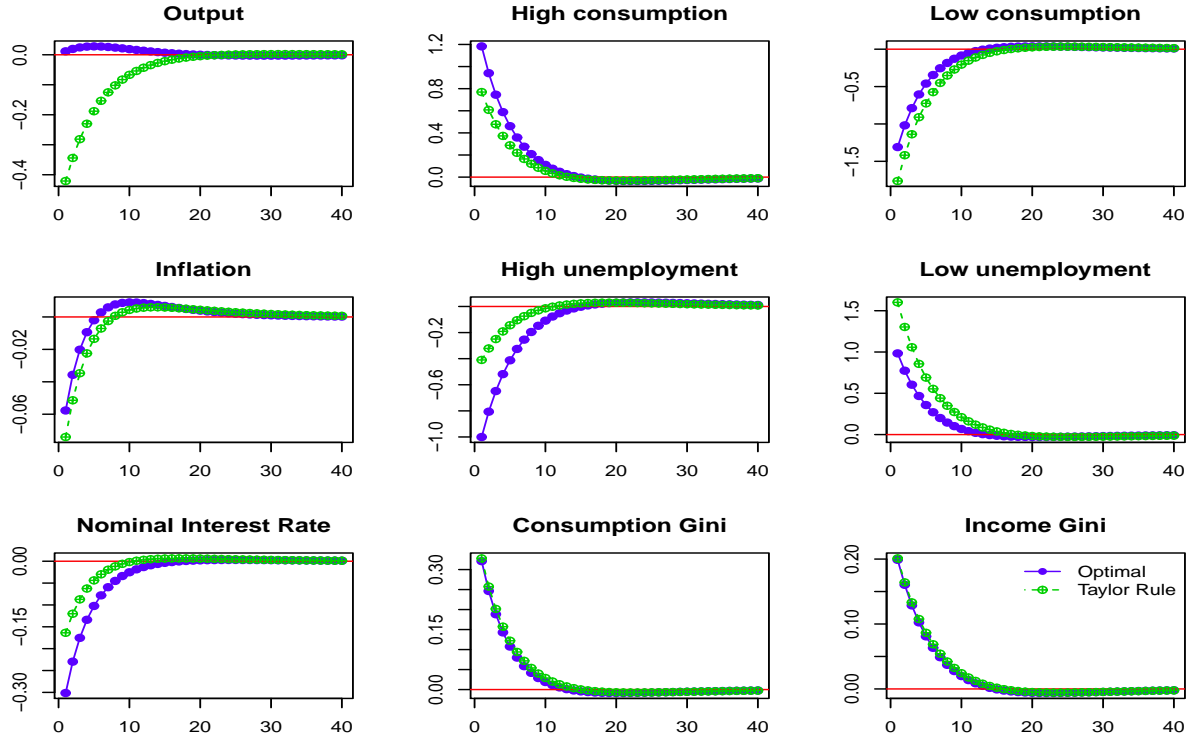 Output
High consumption
Low consumption
0.0
-0.2
-0.4
0 10 20 30 40
1.2
0.8
0.4
0.0
0 10 20 30 40
-0.5
-1.5
0 10 20 30 40
Inflation
High unemployment
Low unemployment
-0.02
-0.06
0 10 20 30 40
-0.2
-0.6
-1.0
0 10 20 30 40
1.5
1.0
0.5
0.0
0 10 20 30 40
Nominal Interest Rate
Consumption Gini
Income Gini
0.00
-0.15
-0.30
0 10 20 30 40
0.30
0.15
0.00
0 10 20 30 40
0.20
0.10
0.00
0 10 20 30 40
Optimal
Taylor Rule